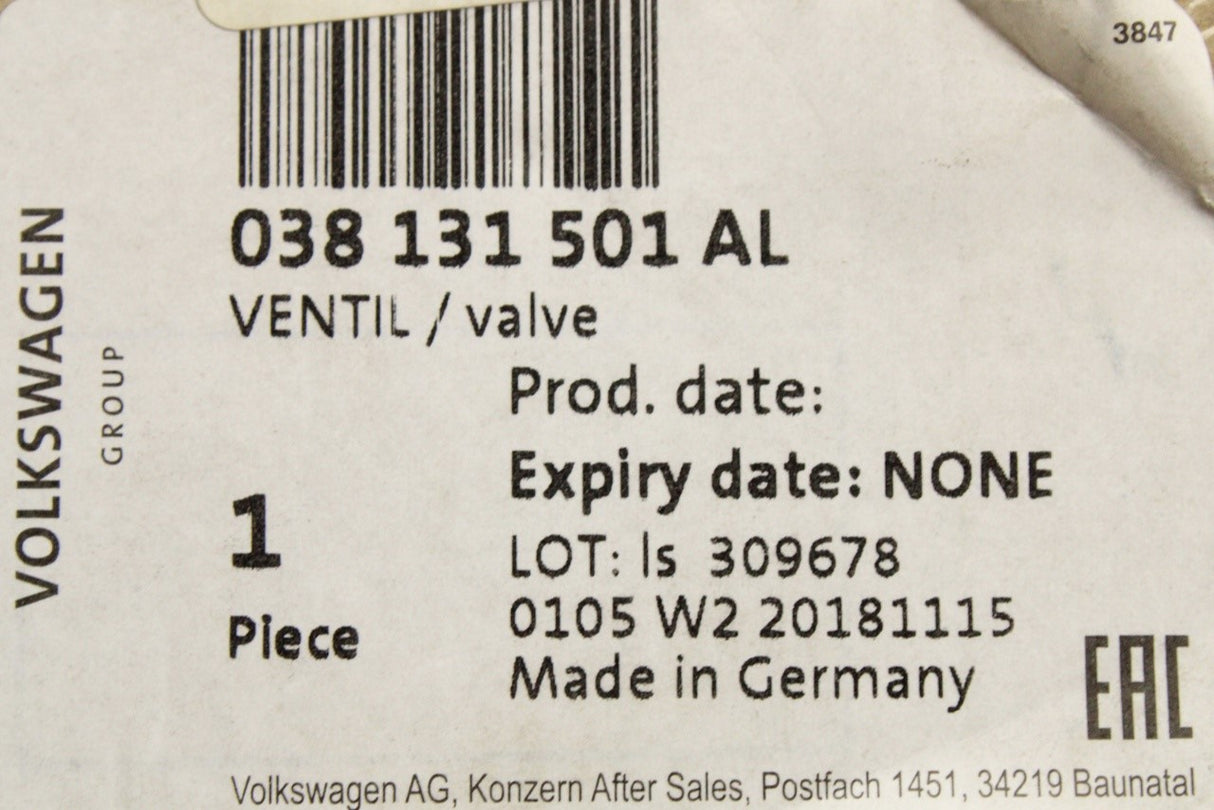 3847
038 131 501 AL
VENTIL / valve
Prod. date:
Expiry date: NONE
LOT: ls 309678
0105 W2 20181115
Made in Germany
1
Piece
EAC
VOLKSWAGEN
GROUP
Volkswagen AG, Konzern After Sales, Postfach 1451, 34219 Baunatal